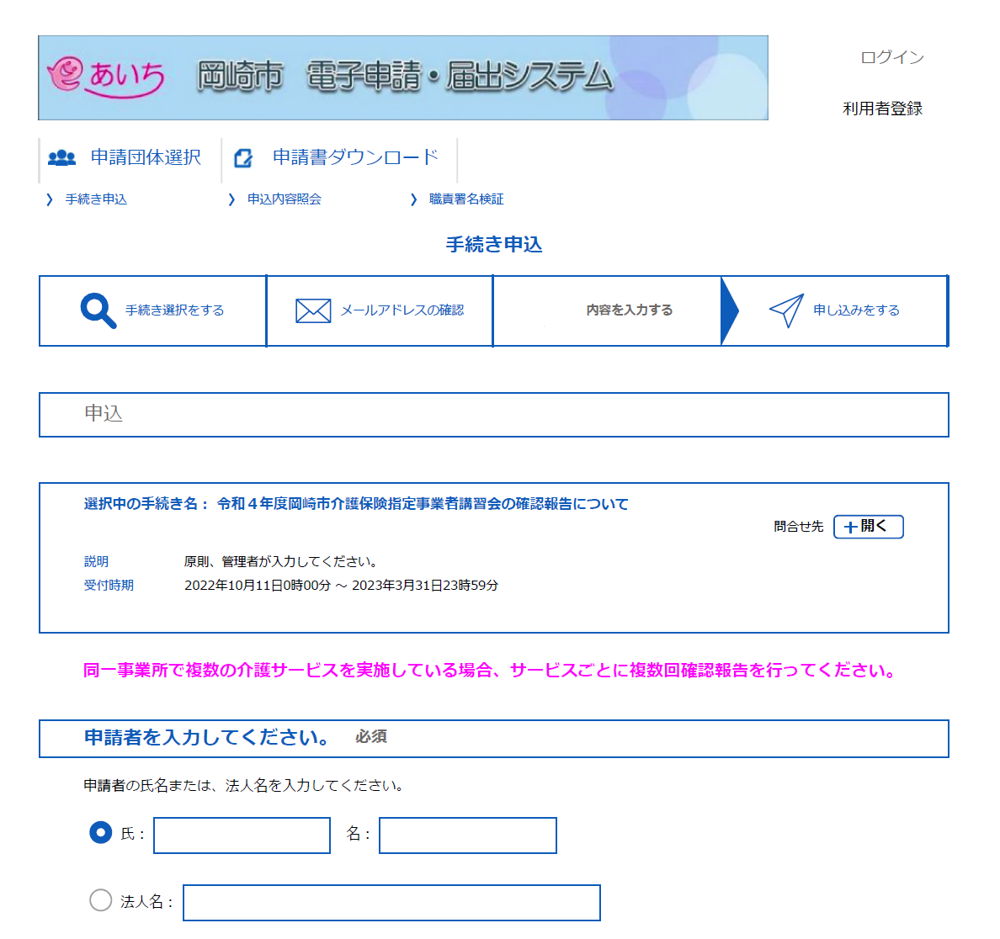 あいち 岡崎市 電子申請・届出システム
ログイン
利用者登録
申請団体選択 申請書ダウンロード
手続き申込 申込内容照会 職責署名検証
手続き申込
手続き選択をする メールアドレスの確認 内容を入力する 申し込みをする
申込
選択中の手続き名： 令和４年度岡崎市介護保険指定事業者講習会の確認報告について
問合せ先 ＋開く
説明 原則、管理者が入力してください。
受付時期 2022年10月11日0時00分 ～ 2023年3月31日23時59分
同一事業所で複数の介護サービスを実施している場合、サービスごとに複数回確認報告を行ってください。
申請者を入力してください。 必須
申請者の氏名または、法人名を入力してください。
氏： 名：
法人名：